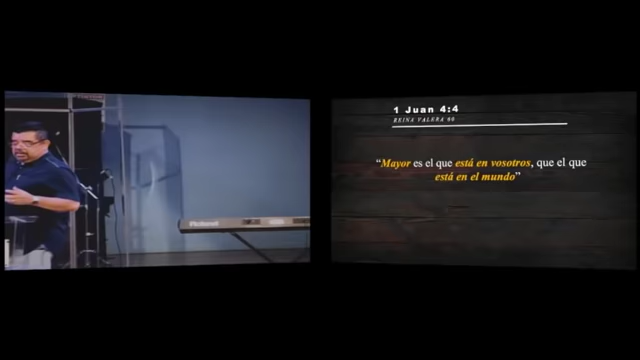 Roland
1 Juan 4:4
REINA VALERA 60
“Mayor es el que está en vosotros, que el que
está en el mundo”